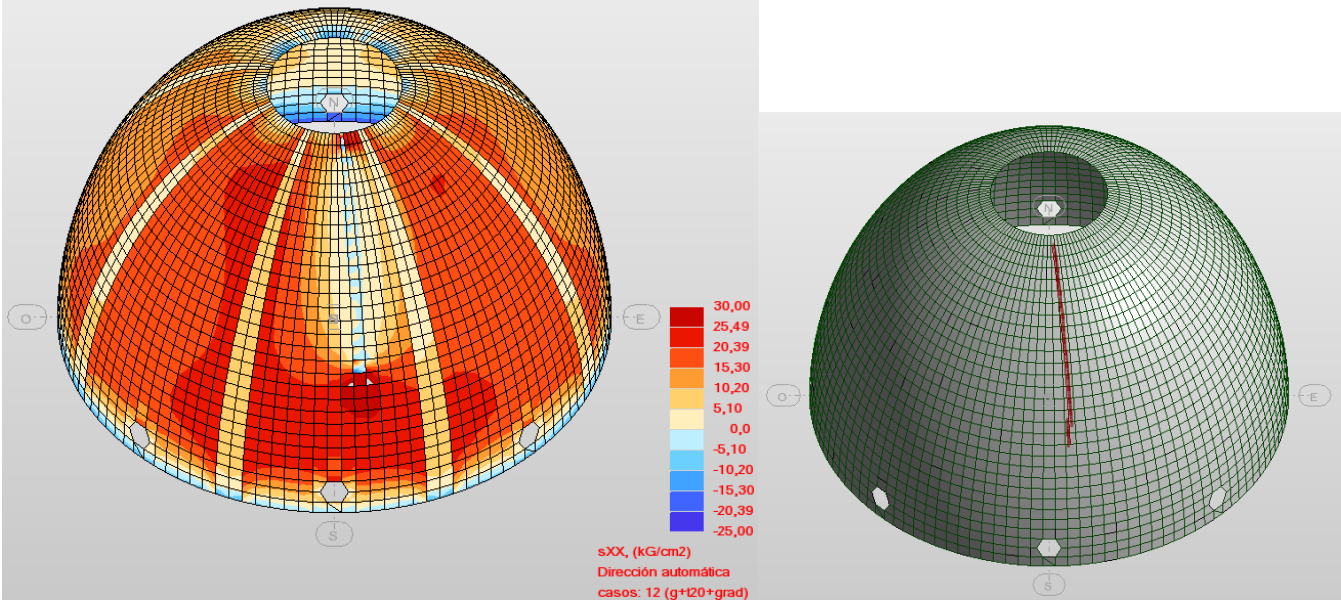 N
O
E
S
30,00
25,49
20,39
15,30
10,20
5,10
0,0
-5,10
-10,20
-15,30
-20,39
-25,00
sXX, (kG/cm2)
Dirección automática
casos: 12 (g+t20+grad)
N
O
E
S